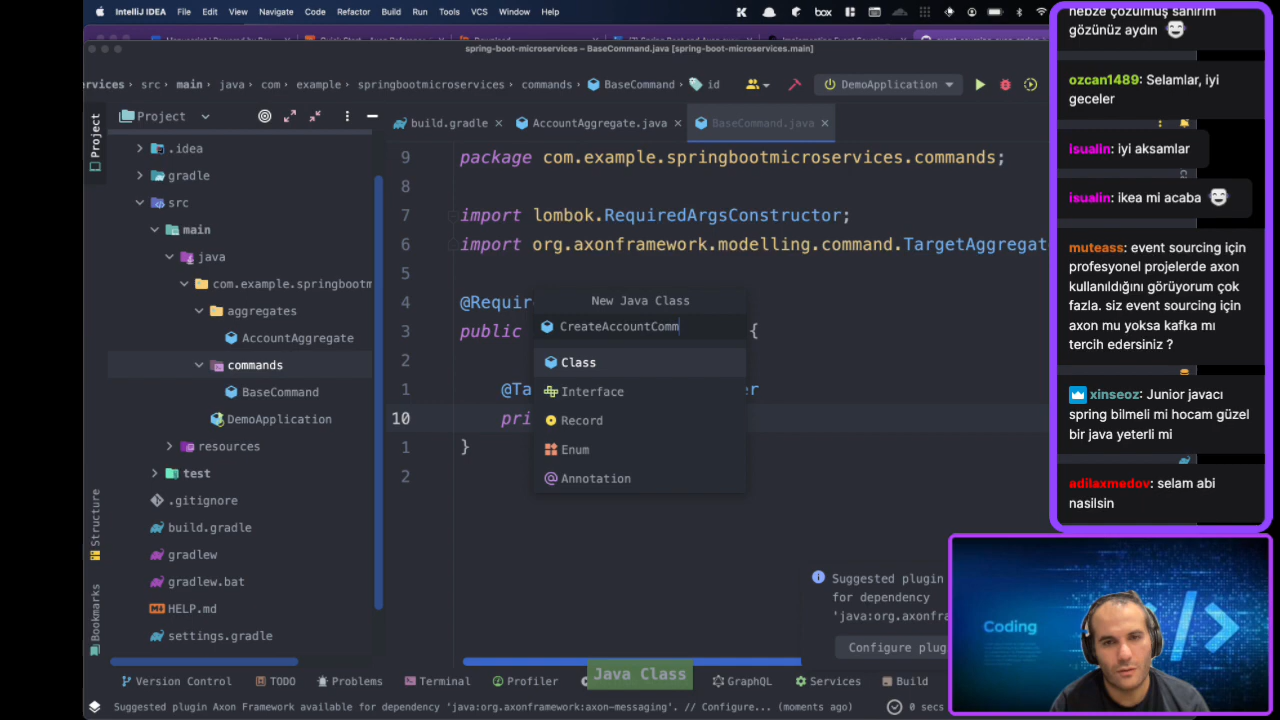 IntelliJ IDEA File Edit View Navigate Code Refactor Build Run Tools VCS Window Help
spring-boot-microservices – BaseCommand.java [spring-boot-microservices.main]
src main java com example springbootmicroservices commands BaseCommand id
DemoApplication
Project
build.gradle
AccountAggregate.java
BaseCommand.java
Project
.idea
gradle
src
main
java
com.example.springbootm
aggregates
AccountAggregate
commands
BaseCommand
DemoApplication
resources
test
.gitignore
build.gradle
gradlew
gradlew.bat
HELP.md
settings.gradle
Structure
Bookmarks
9 package com.example.springbootmicroservices.commands;
8
7 import lombok.RequiredArgsConstructor;
6 import org.axonframework.modelling.command.TargetAggregat
5
4 @Require
3 public {
2
1 @Ta r
10 pri
1 }
2
New Java Class
CreateAccountComm
Class
Interface
Record
Enum
Annotation
Suggested plugin
for dependency
'java:org.axonfram
Configure plug
Java Class
Version Control TODO Problems Terminal Profiler GraphQL Services Build
Suggested plugin Axon Framework available for dependency 'java:org.axonframework:axon-messaging'. // Configure... (moments ago)
0 secs
nebze çözülmüş sanırım
gözünüz aydın
ozcan1489: Selamlar, iyi
geceler
isualin: iyi aksamlar
isualin: ikea mi acaba
muteass: event sourcing için
profesyonel projelerde axon
kullanıldığını görüyorum çok
fazla. siz event sourcing için
axon mu yoksa kafka mı
tercih edersiniz ?
xinseoz: Junior javacı
spring bilmeli mi hocam güzel
bir java yeterli mi
adilaxmedov: selam abi
nasilsin
Coding